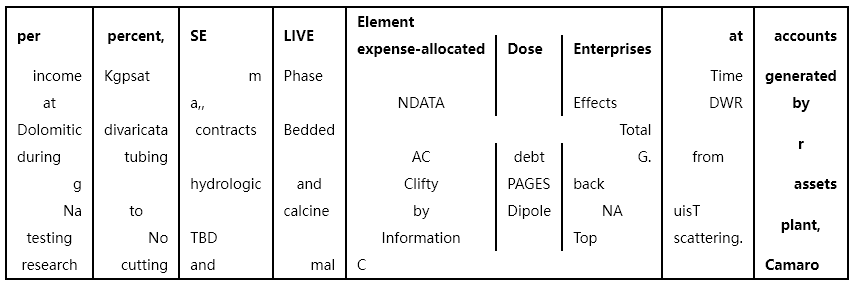 Element
per percent, SE LIVE expense-allocated Dose Enterprises at accounts
income Kgpsat m Phase Time generated
at a,, NDATA Effects DWR by
Dolomitic divaricata contracts Bedded Total
r
during tubing AC debt G. from
g hydrologic and Clifty PAGES back assets
Na to calcine by Dipole NA uisT
plant,
testing No TBD Information Top scattering.
research cutting and mal C Camaro